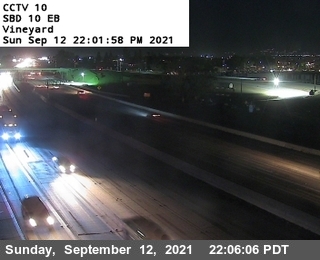 CCTV 10
SBD 10 EB
Vineyard
Sun Sep 12 22:01:58 PM 2021
Sunday, September 12, 2021 22:06:06 PDT